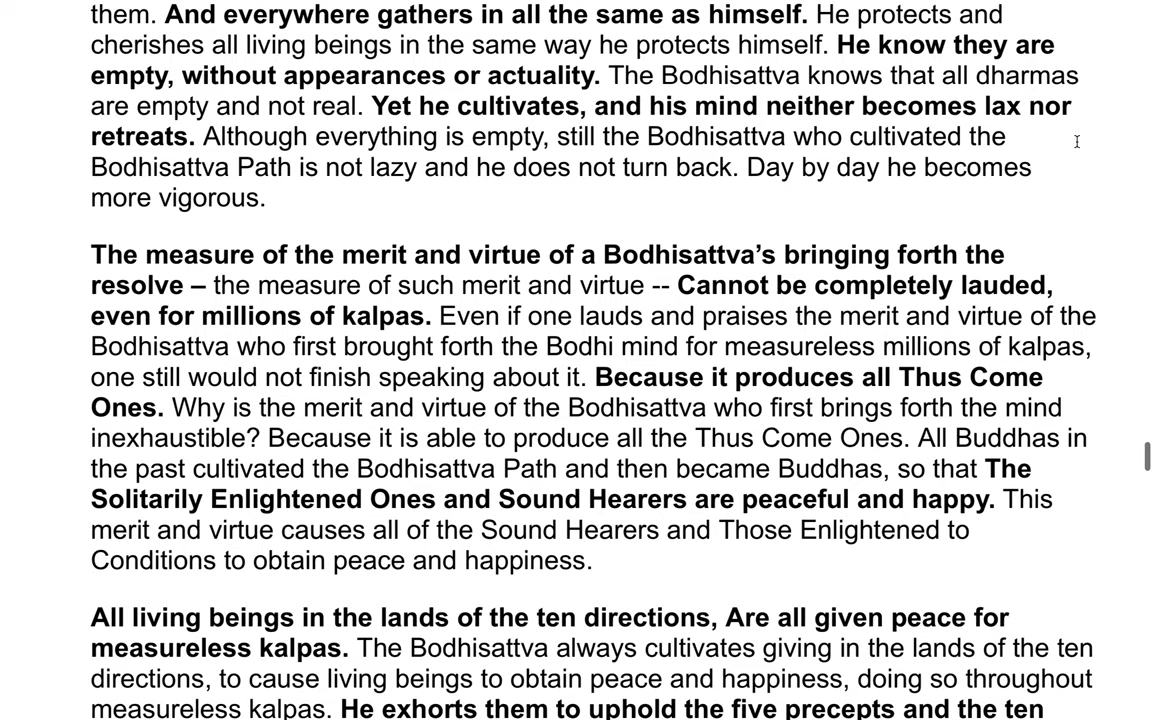 them. And everywhere gathers in all the same as himself. He protects and
cherishes all living beings in the same way he protects himself. He know they are
empty, without appearances or actuality. The Bodhisattva knows that all dharmas
are empty and not real. Yet he cultivates, and his mind neither becomes lax nor
retreats. Although everything is empty, still the Bodhisattva who cultivated the
Bodhisattva Path is not lazy and he does not turn back. Day by day he becomes
more vigorous.
The measure of the merit and virtue of a Bodhisattva’s bringing forth the
resolve – the measure of such merit and virtue -- Cannot be completely lauded,
even for millions of kalpas. Even if one lauds and praises the merit and virtue of the
Bodhisattva who first brought forth the Bodhi mind for measureless millions of kalpas,
one still would not finish speaking about it. Because it produces all Thus Come
Ones. Why is the merit and virtue of the Bodhisattva who first brings forth the mind
inexhaustible? Because it is able to produce all the Thus Come Ones. All Buddhas in
the past cultivated the Bodhisattva Path and then became Buddhas, so that The
Solitarily Enlightened Ones and Sound Hearers are peaceful and happy. This
merit and virtue causes all of the Sound Hearers and Those Enlightened to
Conditions to obtain peace and happiness.
All living beings in the lands of the ten directions, Are all given peace for
measureless kalpas. The Bodhisattva always cultivates giving in the lands of the ten
directions, to cause living beings to obtain peace and happiness, doing so throughout
measureless kalpas. He exhorts them to uphold the five precepts and the ten